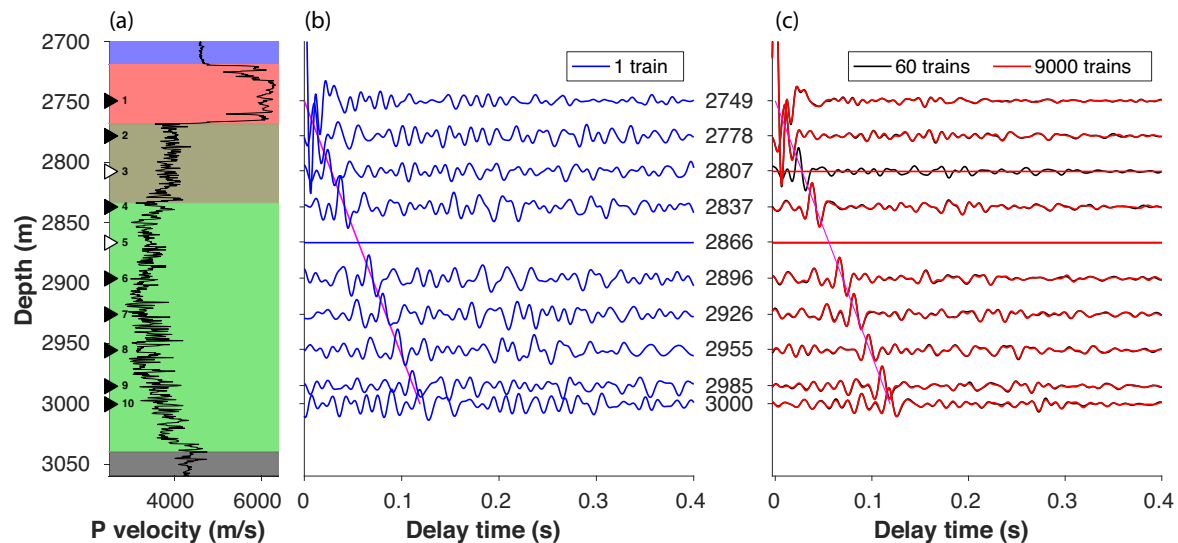 (a)
(b)
(c)
Depth (m)
2700
2750
2800
2850
2900
2950
3000
3050
1
2
3
4
5
6
7
8
9
10
4000 6000
P velocity (m/s)
1 train
0 0.1 0.2 0.3 0.4
Delay time (s)
2749
2778
2807
2837
2866
2896
2926
2955
2985
3000
60 trains 9000 trains
0 0.1 0.2 0.3 0.4
Delay time (s)